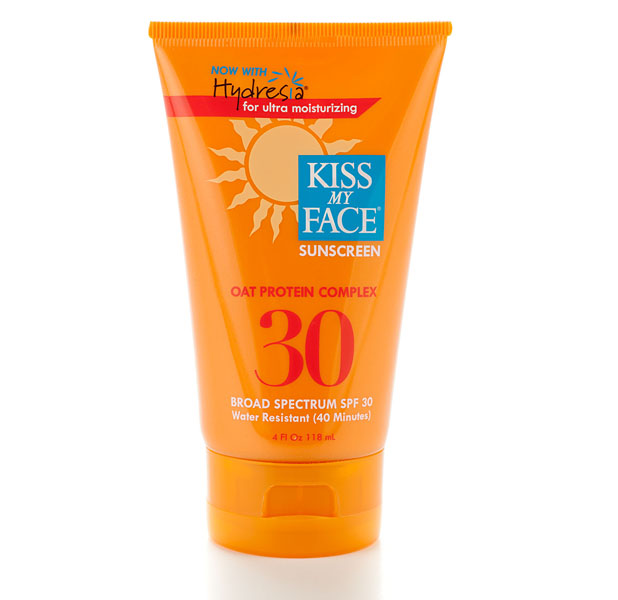 NOW WITH
Hydresia®
for ultra moisturizing
KISS
MY
FACE®
SUNSCREEN
OAT PROTEIN COMPLEX
30
BROAD SPECTRUM SPF 30
Water Resistant (40 Minutes)
4 Fl Oz 118 mL